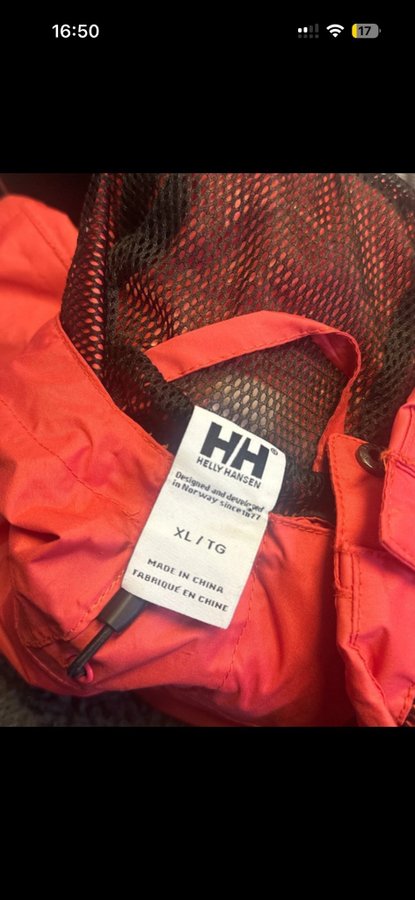 16:50
17
HH®
HELLY HANSEN
Designed and developed
in Norway since 1877
XL/TG
MADE IN CHINA
FABRIQUÉ EN CHINE